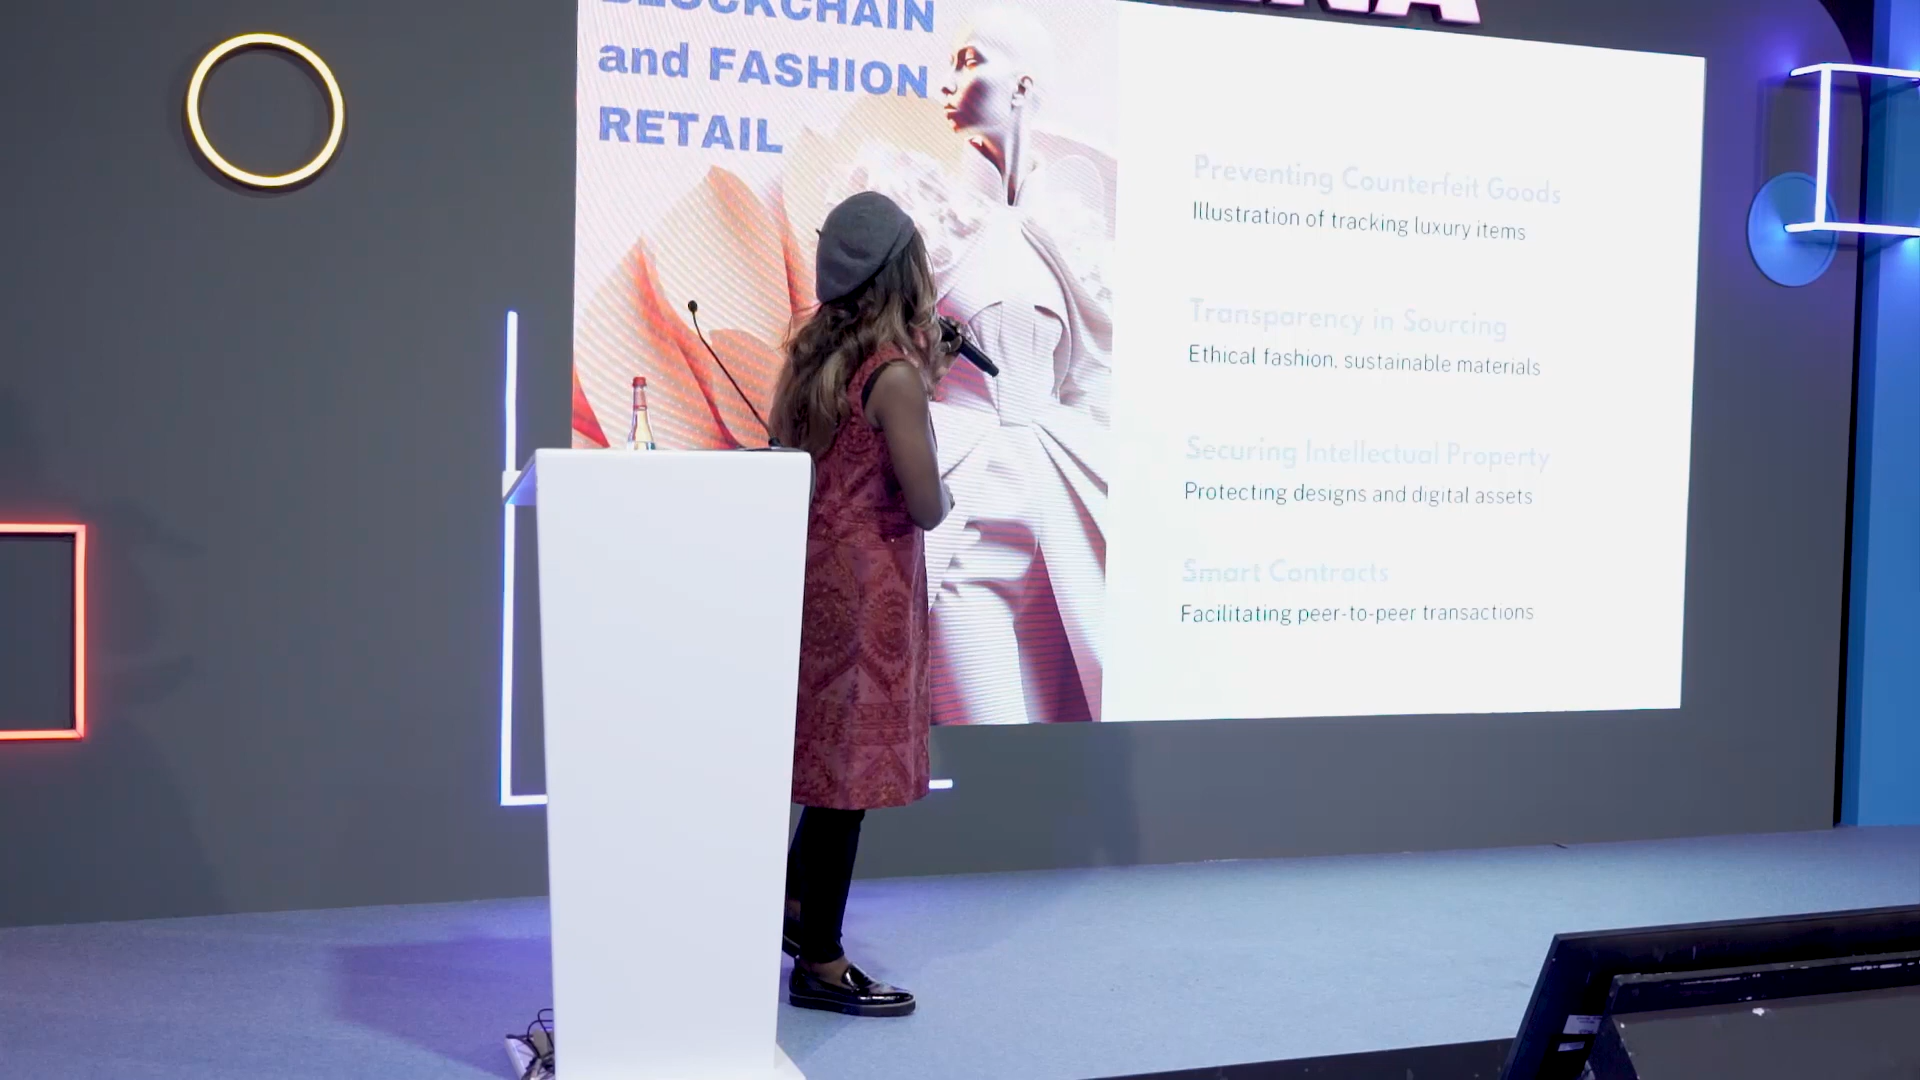 BLOCKCHAIN
and FASHION
RETAIL
Preventing Counterfeit Goods
Illustration of tracking luxury items
Transparency in Sourcing
Ethical fashion, sustainable materials
Securing Intellectual Property
Protecting designs and digital assets
Smart Contracts
Facilitating peer-to-peer transactions